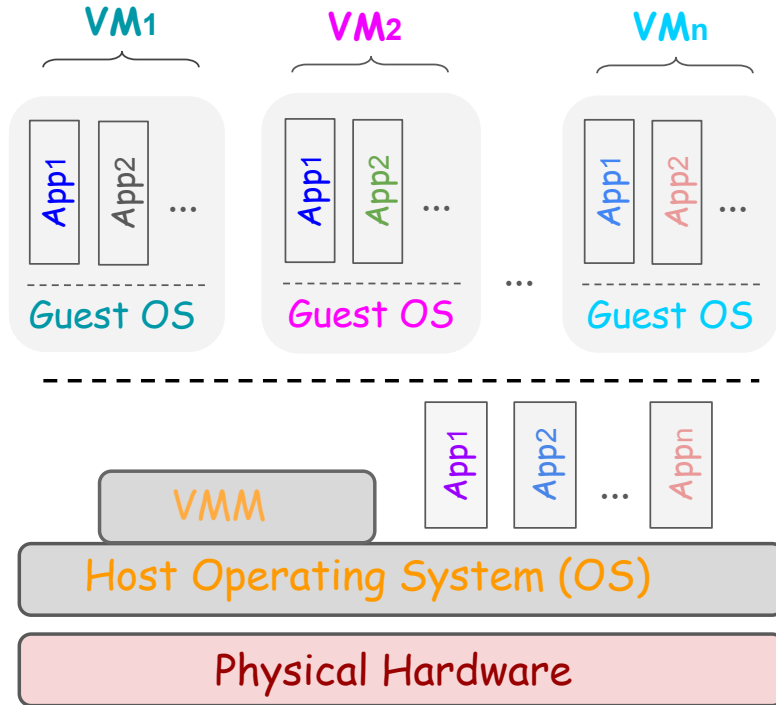 VM1
VM2
VMn
App1
App2
...
App1
App2
...
App1
App2
...
...
Guest OS
Guest OS
Guest OS
App1
App2
...
Appn
VMM
Host Operating System (OS)
Physical Hardware